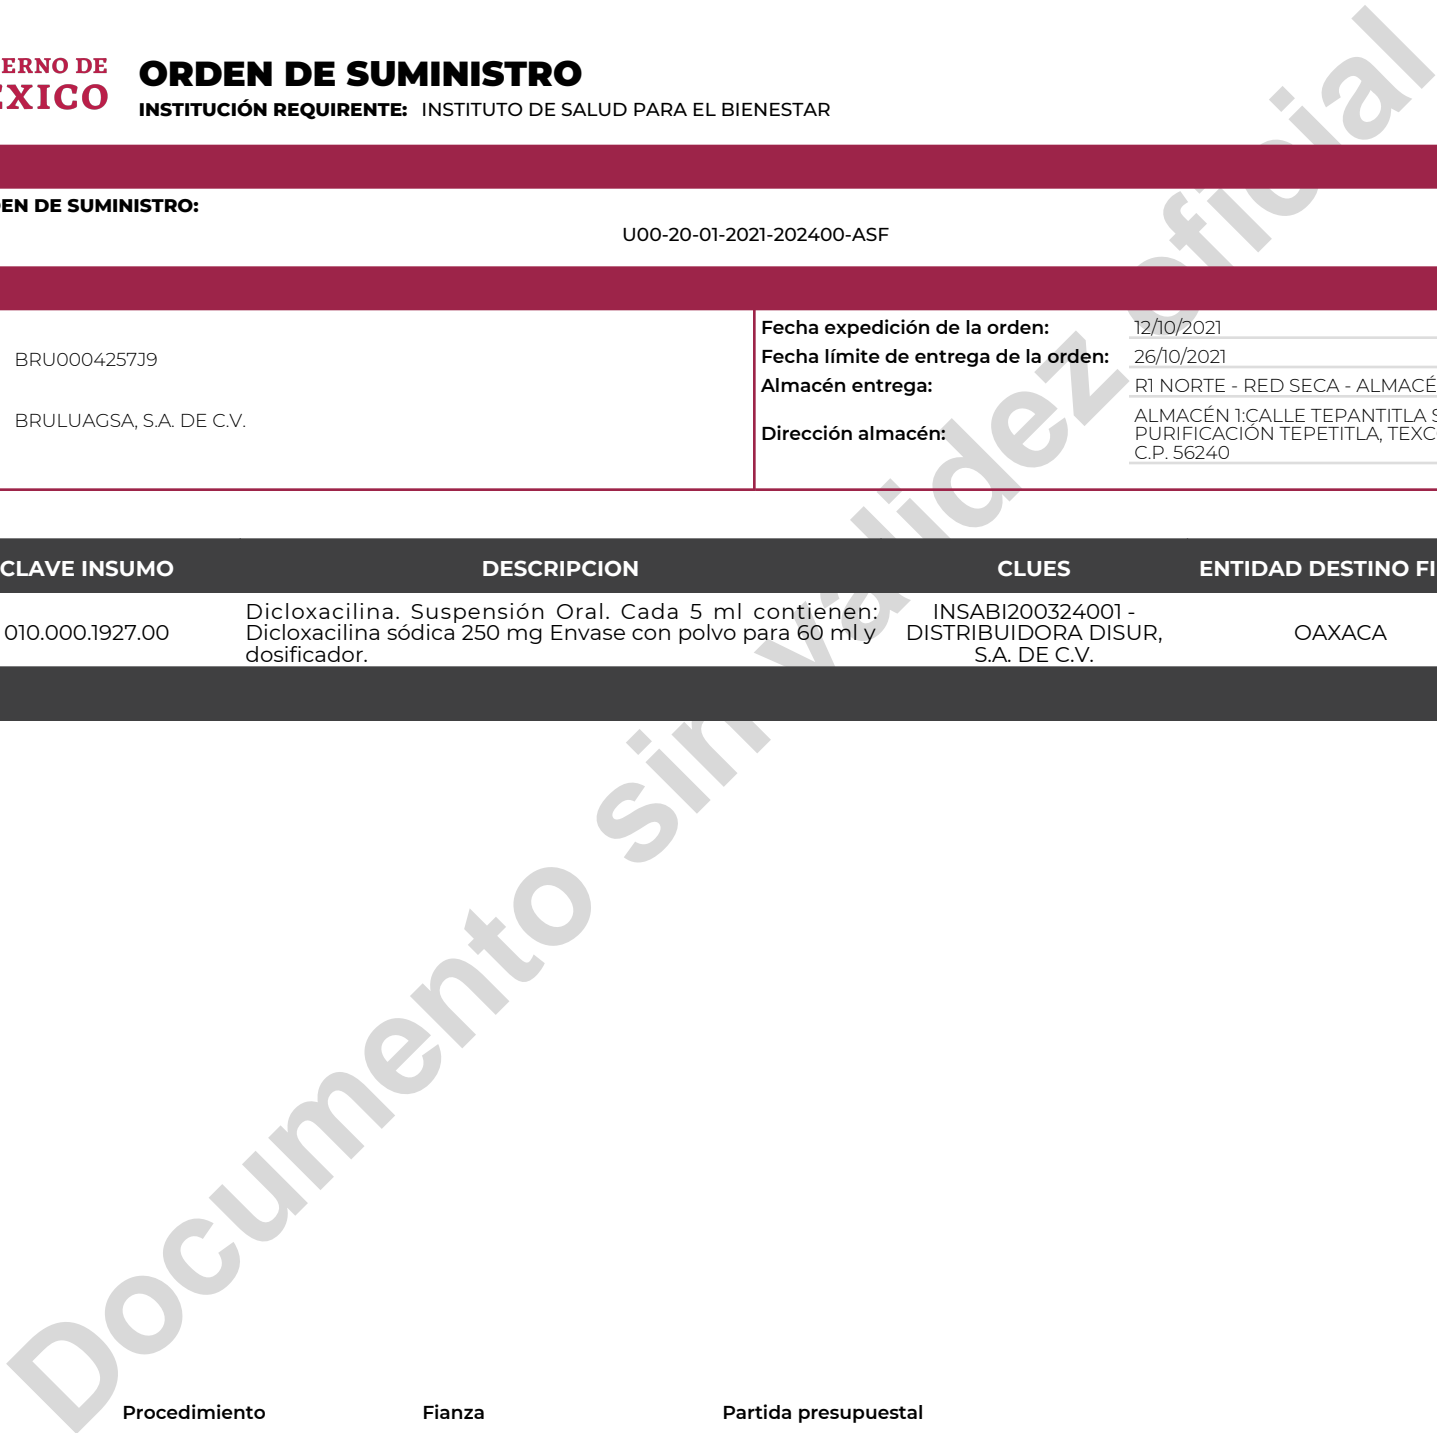 ERNO DE
EXICO
ORDEN DE SUMINISTRO
INSTITUCIÓN REQUIRENTE: INSTITUTO DE SALUD PARA EL BIENESTAR
EN DE SUMINISTRO:
U00-20-01-2021-202400-ASF
BRU0004257J9
BRULUAGSA, S.A. DE C.V.
Fecha expedición de la orden: 12/10/2021
Fecha límite de entrega de la orden: 26/10/2021
Almacén entrega: R1 NORTE - RED SECA - ALMACÉ
Dirección almacén:
ALMACÉN 1:CALLE TEPANTITLA S
PURIFICACIÓN TEPETITLA, TEXC
C.P. 56240
CLAVE INSUMO DESCRIPCION CLUES ENTIDAD DESTINO FI
010.000.1927.00
Dicloxacilina. Suspensión Oral. Cada 5 ml contienen:
Dicloxacilina sódica 250 mg Envase con polvo para 60 ml y
dosificador.
INSABI200324001 -
DISTRIBUIDORA DISUR,
S.A. DE C.V.
OAXACA
Documento sin validez oficial
Procedimiento Fianza Partida presupuestal